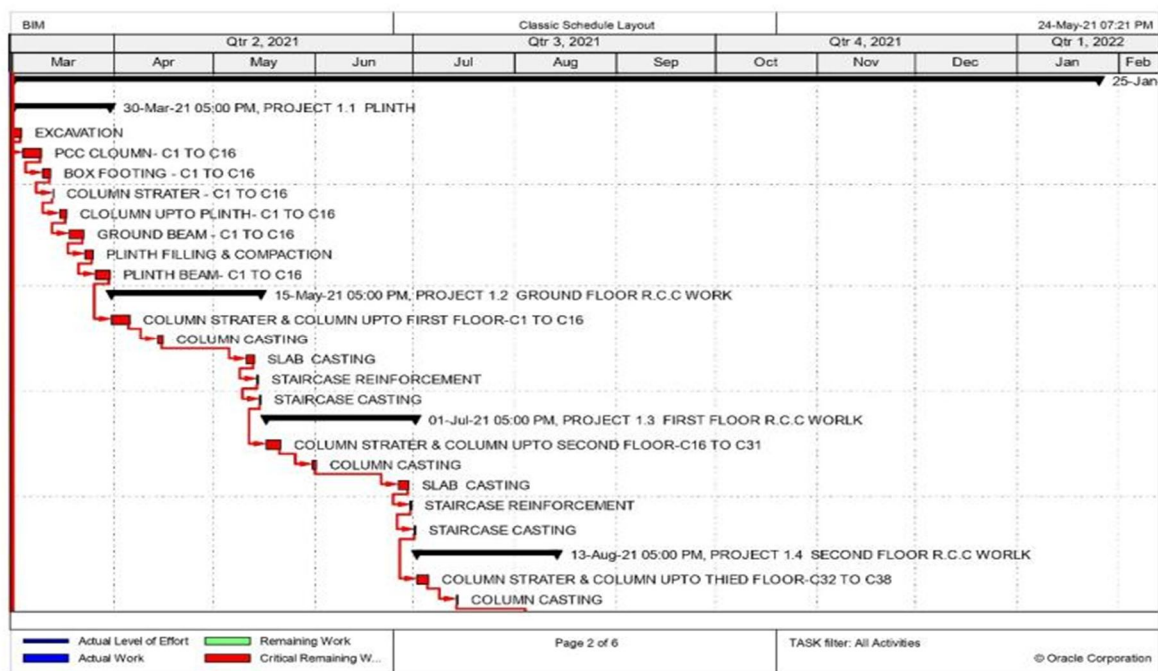 BIM Classic Schedule Layout 24-May-21 07:21 PM
Qtr 2, 2021 Qtr 3, 2021 Qtr 4, 2021 Qtr 1, 2022
Mar Apr May Jun Jul Aug Sep Oct Nov Dec Jan Feb
25-Jan
30-Mar-21 05:00 PM, PROJECT 1.1 PLINTH
EXCAVATION
PCC CLOUMN- C1 TO C16
BOX FOOTING - C1 TO C16
COLUMN STRATER - C1 TO C16
CLOLUMN UPTO PLINTH- C1 TO C16
GROUND BEAM - C1 TO C16
PLINTH FILLING & COMPACTION
PLINTH BEAM- C1 TO C16
15-May-21 05:00 PM, PROJECT 1.2 GROUND FLOOR R.C.C WORK
COLUMN STRATER & COLUMN UPTO FIRST FLOOR-C1 TO C16
COLUMN CASTING
SLAB CASTING
STAIRCASE REINFORCEMENT
STAIRCASE CASTING
01-Jul-21 05:00 PM, PROJECT 1.3 FIRST FLOOR R.C.C WORLK
COLUMN STRATER & COLUMN UPTO SECOND FLOOR-C16 TO C31
COLUMN CASTING
SLAB CASTING
STAIRCASE REINFORCEMENT
STAIRCASE CASTING
13-Aug-21 05:00 PM, PROJECT 1.4 SECOND FLOOR R.C.C WORLK
COLUMN STRATER & COLUMN UPTO THIED FLOOR-C32 TO C38
COLUMN CASTING
Actual Level of Effort Remaining Work Page 2 of 6 TASK filter: All Activities
Actual Work Critical Remaining W... © Oracle Corporation